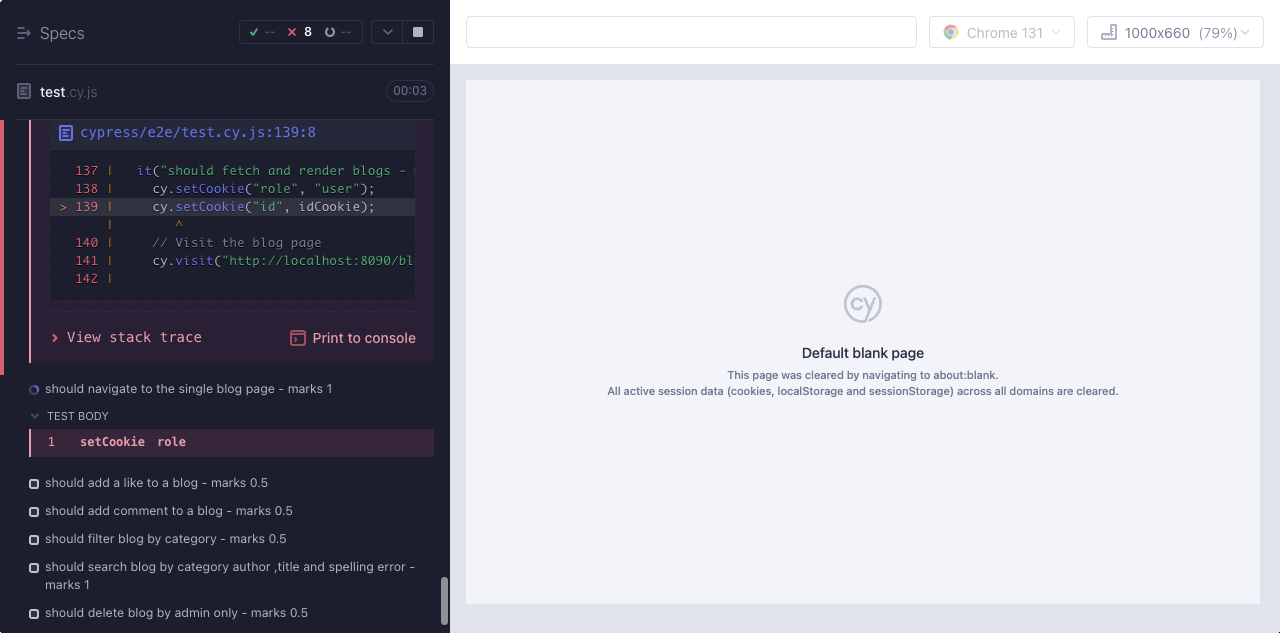 Specs
-- 8 --
Chrome 131
1000x660 (79%)
test.cy.js
00:03
cypress/e2e/test.cy.js:139:8
137 | it("should fetch and render blogs -
138 | cy.setCookie("role", "user");
> 139 | cy.setCookie("id", idCookie);
| ^
140 | // Visit the blog page
141 | cy.visit("http://localhost:8090/bl
142 |
> View stack trace
Print to console
should navigate to the single blog page - marks 1
TEST BODY
1 setCookie role
should add a like to a blog - marks 0.5
should add comment to a blog - marks 0.5
should filter blog by category - marks 0.5
should search blog by category author ,title and spelling error -
marks 1
should delete blog by admin only - marks 0.5
cy
Default blank page
This page was cleared by navigating to about:blank.
All active session data (cookies, localStorage and sessionStorage) across all domains are cleared.